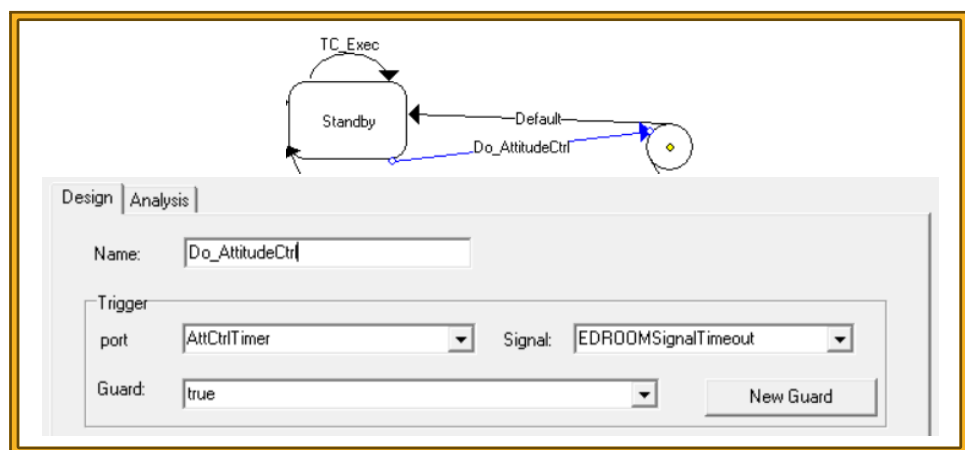 TC_Exec
Standby
Default
Do_AttitudeCtrl
Design Analysis
Name: Do_AttitudeCtrl
Trigger
port AttCtrlTimer Signal: EDROOMSignalTimeout
Guard: true New Guard